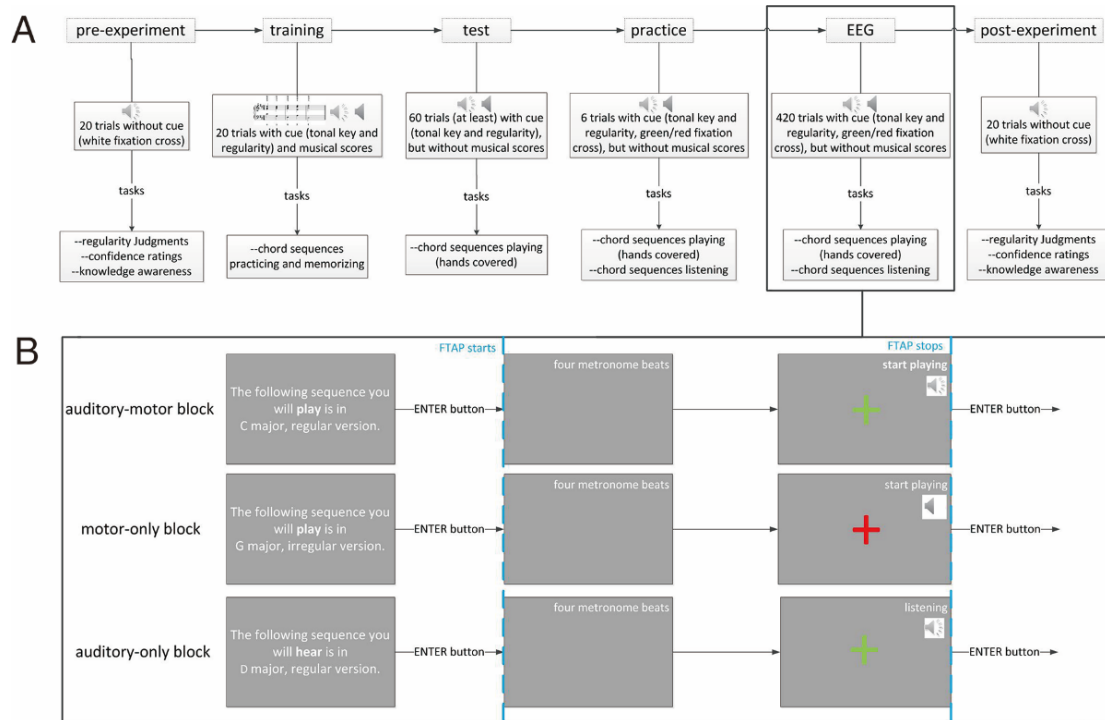 A
pre-experiment
training
test
practice
EEG
post-experiment
20 trials without cue
(white fixation cross)
20 trials with cue (tonal key and
regularity) and musical scores
60 trials (at least) with cue
(tonal key and regularity),
but without musical scores
6 trials with cue (tonal key and
regularity, green/red fixation
cross), but without musical scores
420 trials with cue (tonal key and
regularity, green/red fixation
cross), but without musical scores
20 trials without cue
(white fixation cross)
tasks
tasks
tasks
tasks
tasks
tasks
--regularity Judgments
--confidence ratings
--knowledge awareness
--chord sequences
practicing and memorizing
--chord sequences playing
(hands covered)
--chord sequences playing
(hands covered)
--chord sequences listening
--chord sequences playing
(hands covered)
--chord sequences listening
--regularity Judgments
--confidence ratings
--knowledge awareness
B
FTAP starts
FTAP stops
auditory-motor block
The following sequence you
will play is in
C major, regular version.
ENTER button
four metronome beats
start playing
ENTER button
motor-only block
The following sequence you
will play is in
G major, irregular version.
ENTER button
four metronome beats
start playing
ENTER button
auditory-only block
The following sequence you
will hear is in
D major, regular version.
ENTER button
four metronome beats
listening
ENTER button